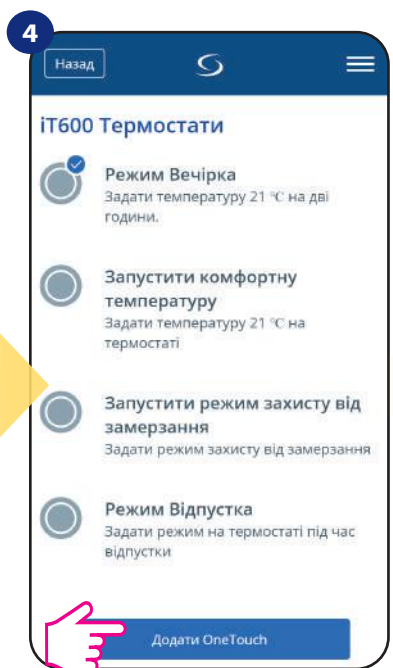 4
Назад
iT600 Термостати
Режим Вечірка
Задати температуру 21 °C на дві
години.
Запустити комфортну
температуру
Задати температуру 21 °C на
термостаті
Запустити режим захисту від
замерзання
Задати режим захисту від замерзання
Режим Відпустка
Задати режим на термостаті під час
відпустки
Додати OneTouch